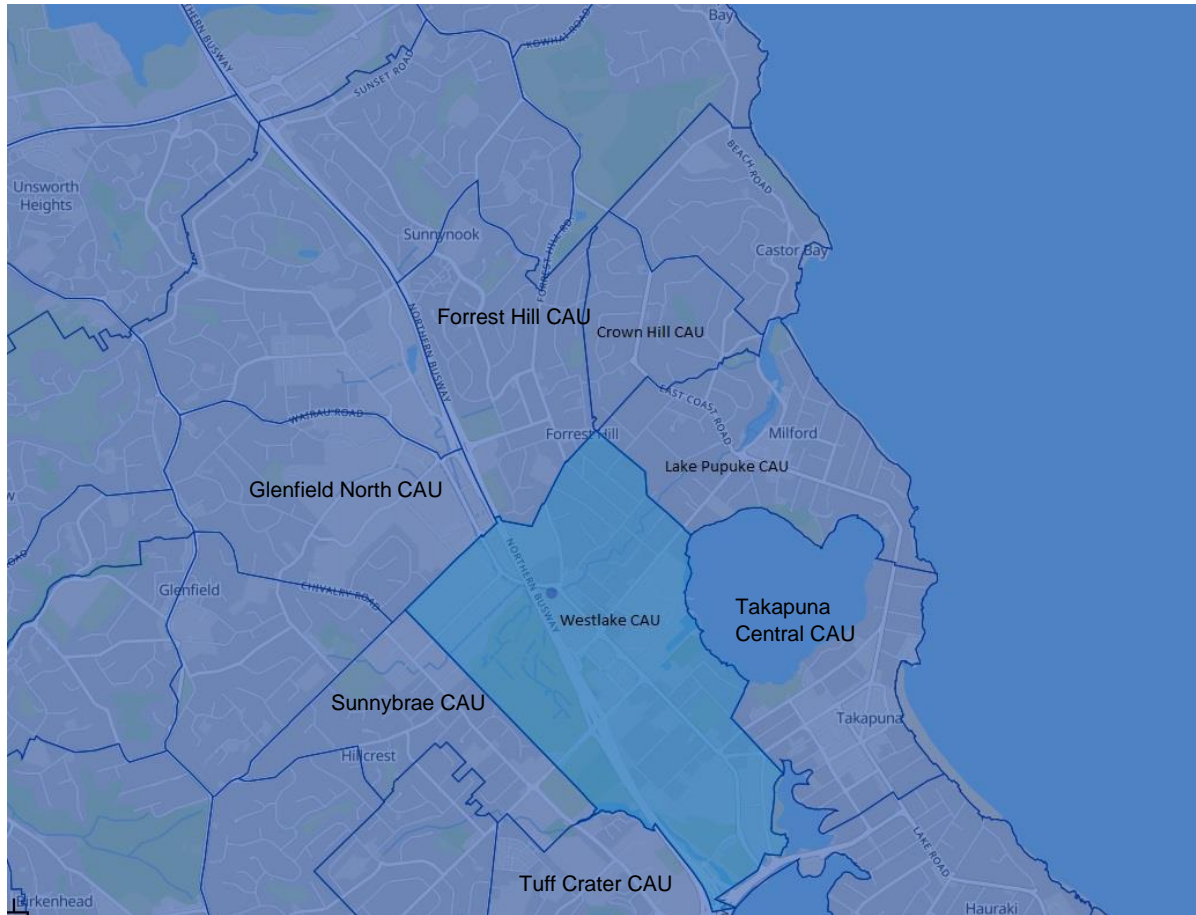 Bay
NORTHERN BUSWAY
KOWHAI ROAD
SUNSET ROAD
BEACH ROAD
Unsworth
Heights
Sunnynook
FORREST HILL RD
Castor Bay
NORTHERN BUSWAY
Forrest Hill CAU
Crown Hill CAU
WAIRAU ROAD
EAST COAST ROAD
Forrest Hill
Milford
Lake Pupuke CAU
Glenfield North CAU
NORTHERN BUSWAY
Glenfield
CHIVALRY ROAD
Westlake CAU
Takapuna
Central CAU
Sunnybrae CAU
Takapuna
Hillcrest
LAKE ROAD
Tuff Crater CAU
Birkenhead
Hauraki